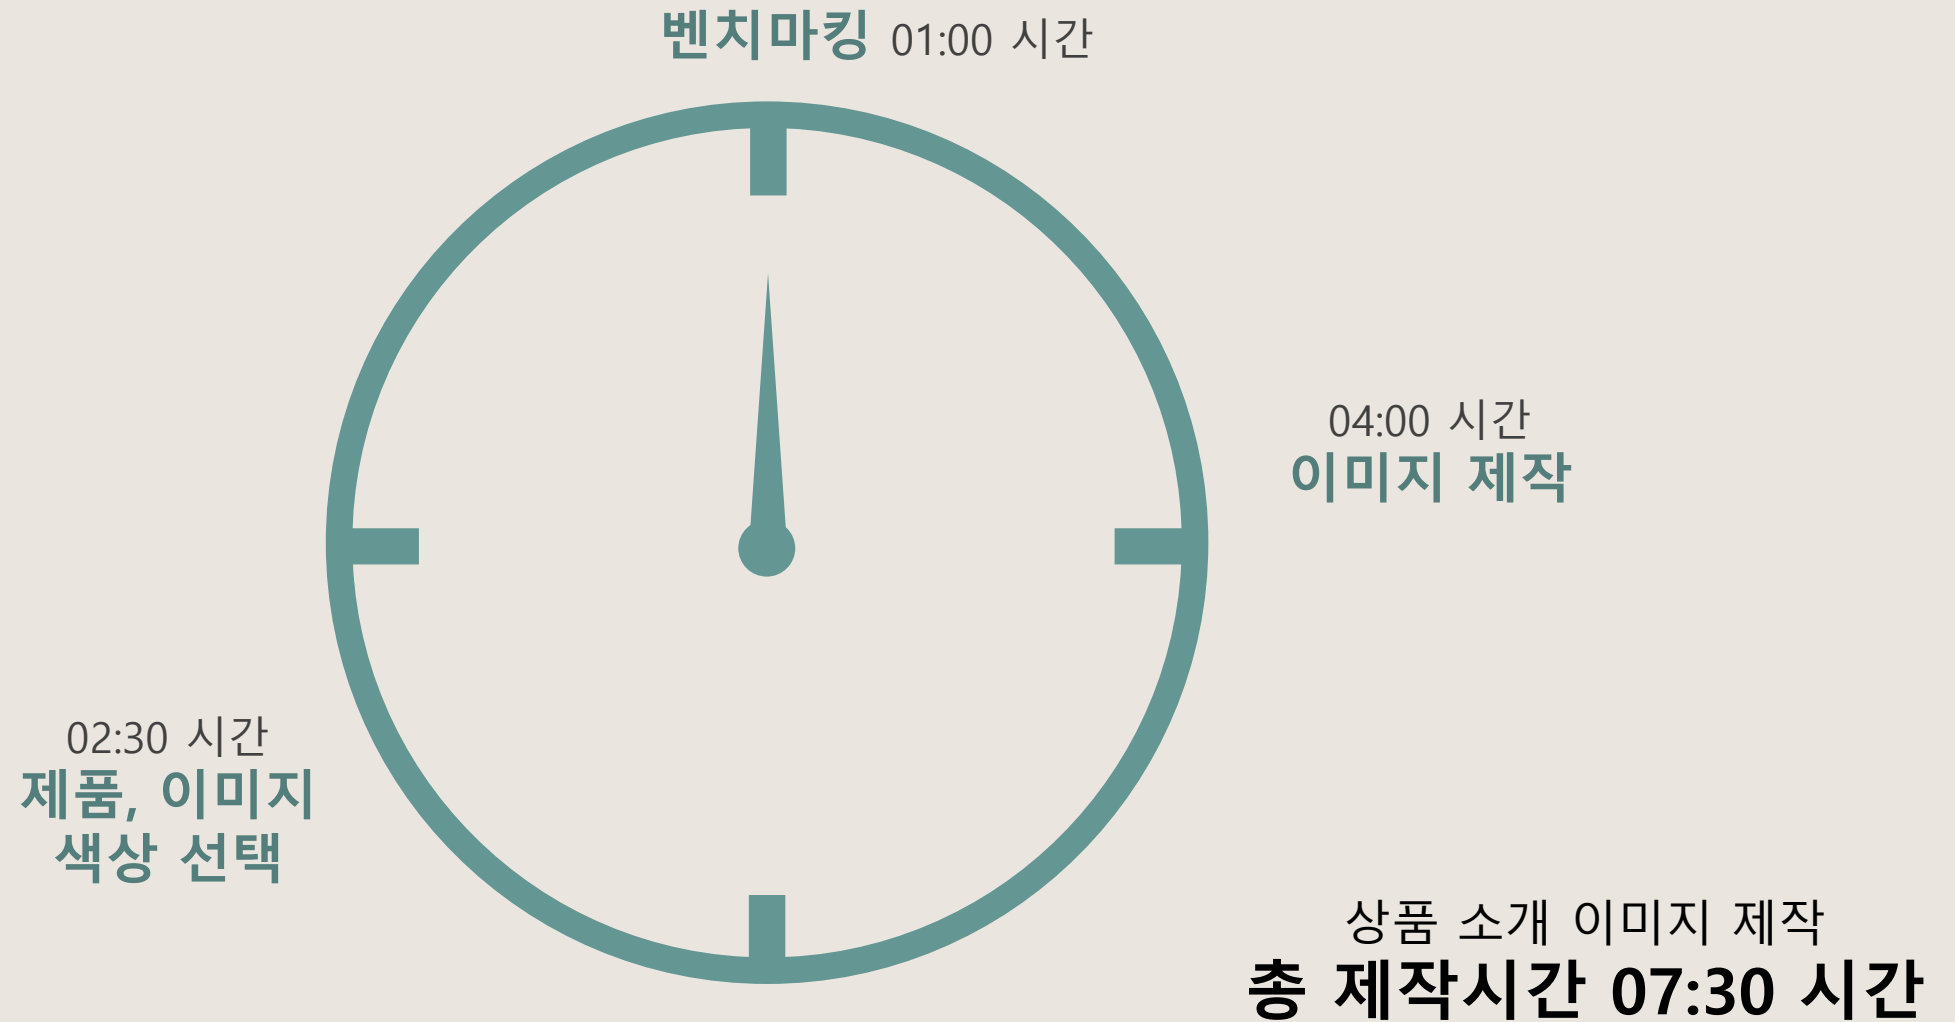 벤치마킹 01:00 시간
04:00 시간
이미지 제작
02:30 시간
제품, 이미지
색상 선택
상품 소개 이미지 제작
총 제작시간 07:30 시간